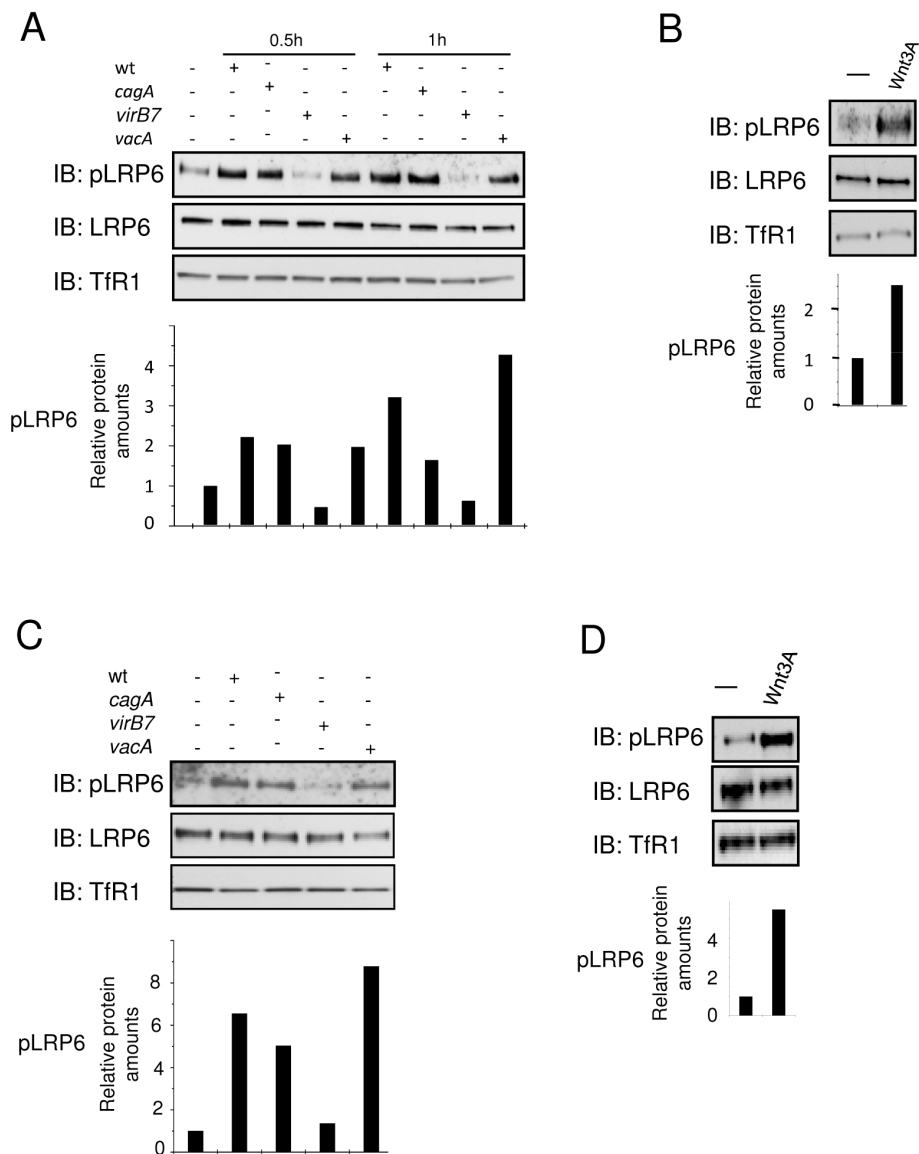 A
0.5h 1h
wt - + - - - + - - -
cagA - - + - - - + - -
virB7 - - - + - - - + -
vacA - - - - + - - - +
IB: pLRP6
IB: LRP6
IB: TfR1
pLRP6
Relative protein
amounts
4
3
2
1
0
B
— Wnt3A
IB: pLRP6
IB: LRP6
IB: TfR1
pLRP6
Relative protein
amounts
2
1
0
C
wt - + - - -
cagA - - + - -
virB7 - - - + -
vacA - - - - +
IB: pLRP6
IB: LRP6
IB: TfR1
pLRP6
Relative protein
amounts
8
6
4
2
0
D
— Wnt3A
IB: pLRP6
IB: LRP6
IB: TfR1
pLRP6
Relative protein
amounts
4
2
0